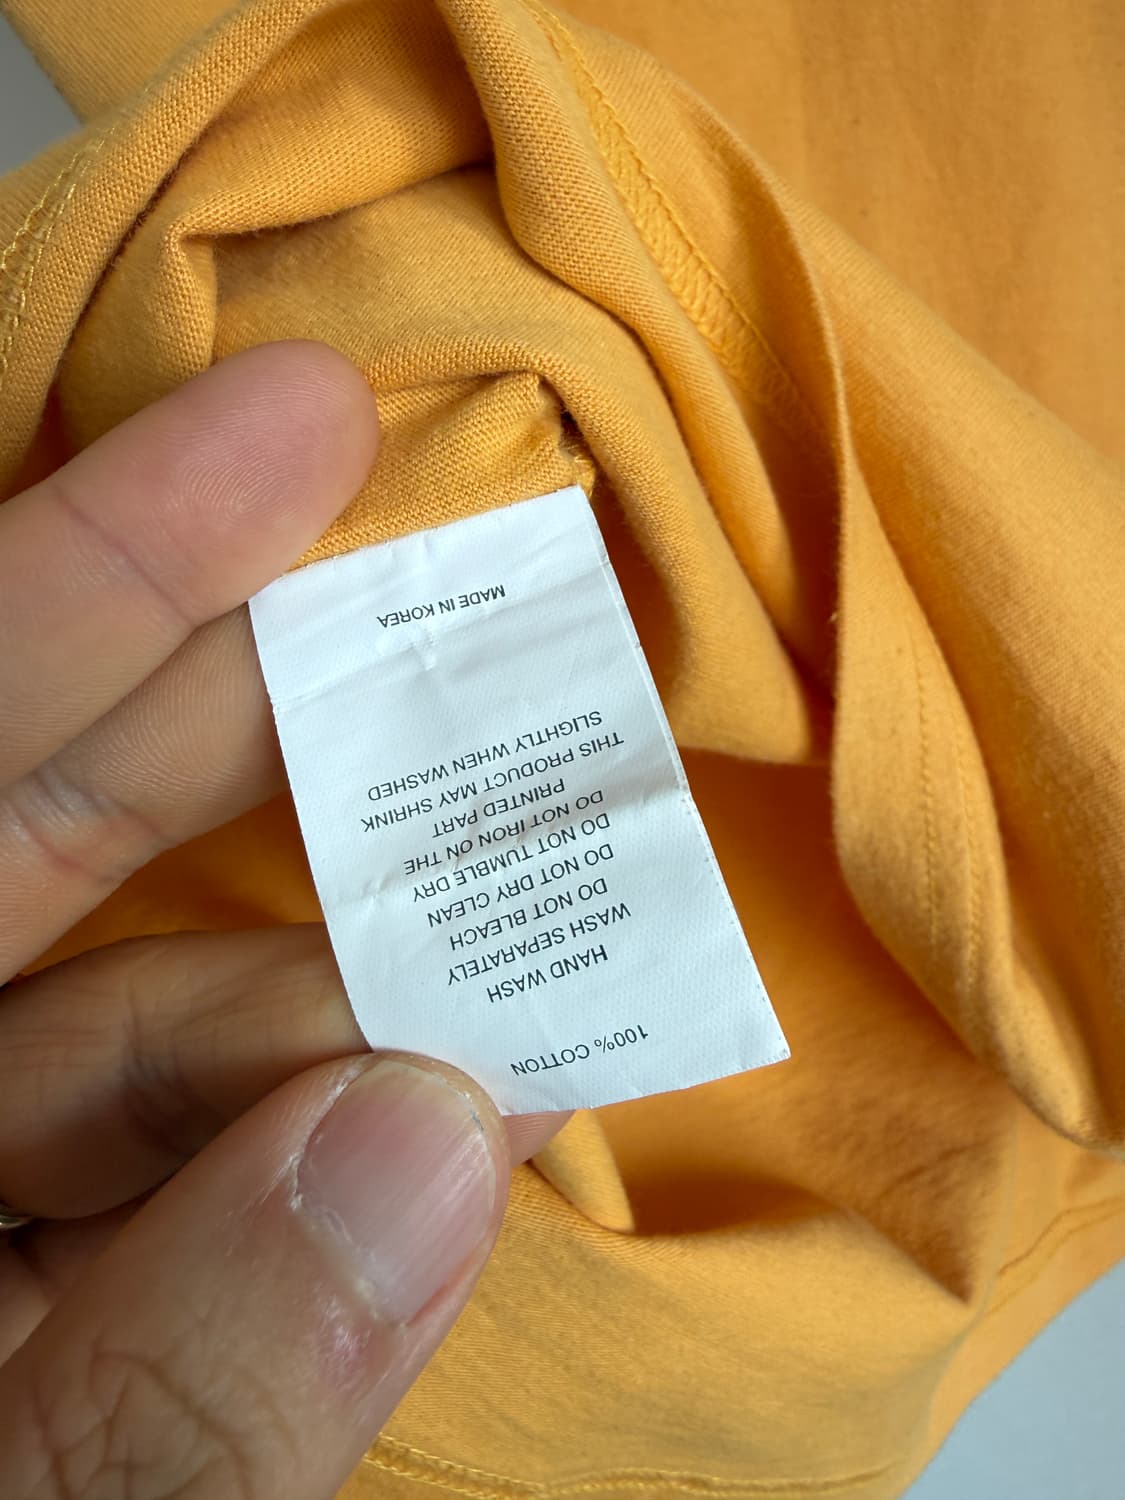 100% COTTON
HAND WASH
WASH SEPARATELY
DO NOT BLEACH
DO NOT DRY CLEAN
DO NOT TUMBLE DRY
DO NOT IRON ON THE
PRINTED PART
THIS PRODUCT MAY SHRINK
SLIGHTLY WHEN WASHED
MADE IN KOREA